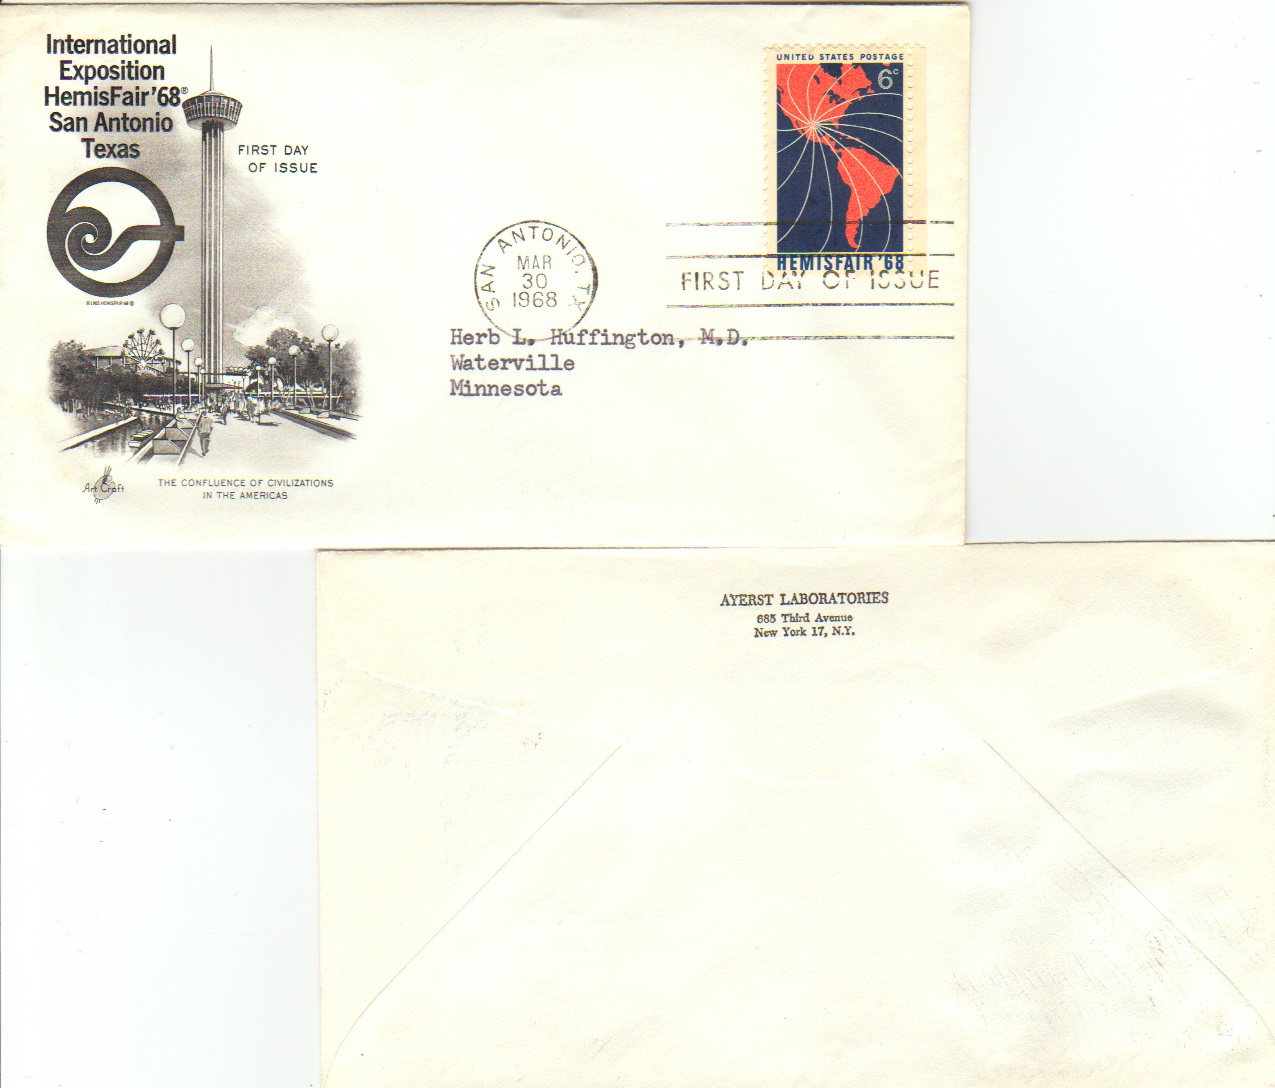 International
Exposition
HemisFair '68®
San Antonio
Texas
FIRST DAY
OF ISSUE
UNITED STATES POSTAGE
6c
HEMISFAIR '68
SAN ANTONIO, TX
MAR
30
1968
FIRST DAY OF ISSUE
Herb L. Huffington, M.D.
Waterville
Minnesota
Art Craft
THE CONFLUENCE OF CIVILIZATIONS
IN THE AMERICAS
AYERST LABORATORIES
685 Third Avenue
New York 17, N.Y.